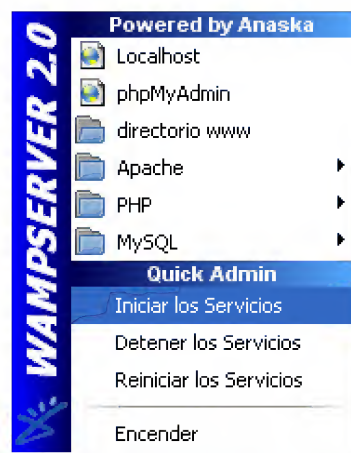 WAMPSERVER 2.0
Powered by Anaska
Localhost
phpMyAdmin
directorio www
Apache
PHP
MySQL
Quick Admin
Iniciar los Servicios
Detener los Servicios
Reiniciar los Servicios
Encender